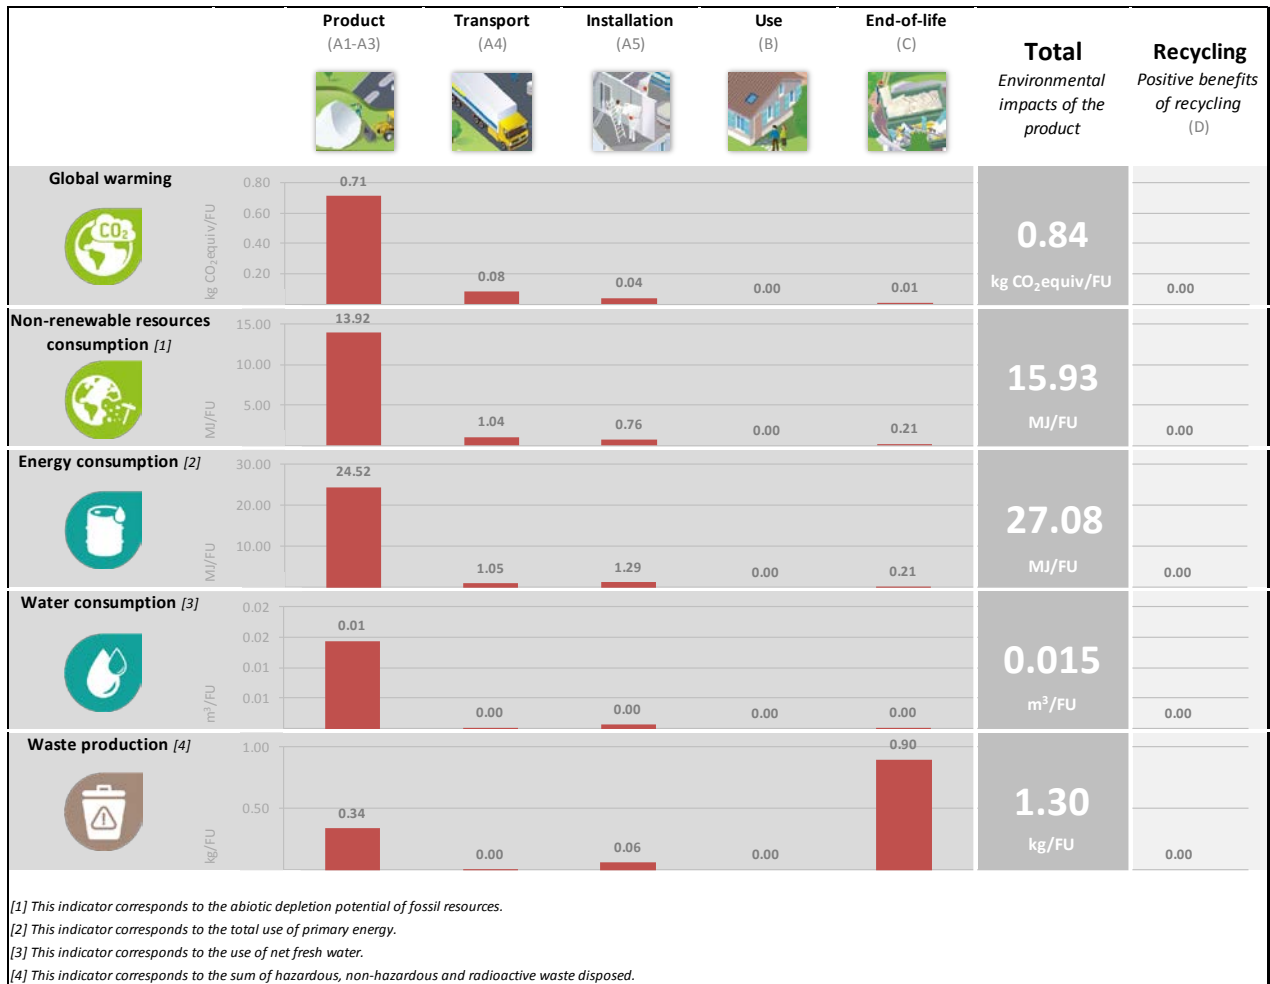 Product
(A1-A3)
Transport
(A4)
Installation
(A5)
Use
(B)
End-of-life
(C)
Total
Environmental
impacts of the
product
Recycling
Positive benefits
of recycling
(D)
Global warming
CO2
kg CO2equiv/FU
0.80
0.60
0.40
0.20
0.71
0.08
0.04
0.00
0.01
0.84
kg CO2equiv/FU
0.00
Non-renewable resources
consumption [1]
MJ/FU
15.00
10.00
5.00
13.92
1.04
0.76
0.00
0.21
15.93
MJ/FU
0.00
Energy consumption [2]
MJ/FU
30.00
20.00
10.00
24.52
1.05
1.29
0.00
0.21
27.08
MJ/FU
0.00
Water consumption [3]
m3/FU
0.02
0.02
0.01
0.01
0.01
0.00
0.00
0.00
0.00
0.015
m3/FU
0.00
Waste production [4]
kg/FU
1.00
0.50
0.34
0.00
0.06
0.00
0.90
1.30
kg/FU
0.00
[1] This indicator corresponds to the abiotic depletion potential of fossil resources.
[2] This indicator corresponds to the total use of primary energy.
[3] This indicator corresponds to the use of net fresh water.
[4] This indicator corresponds to the sum of hazardous, non-hazardous and radioactive waste disposed.